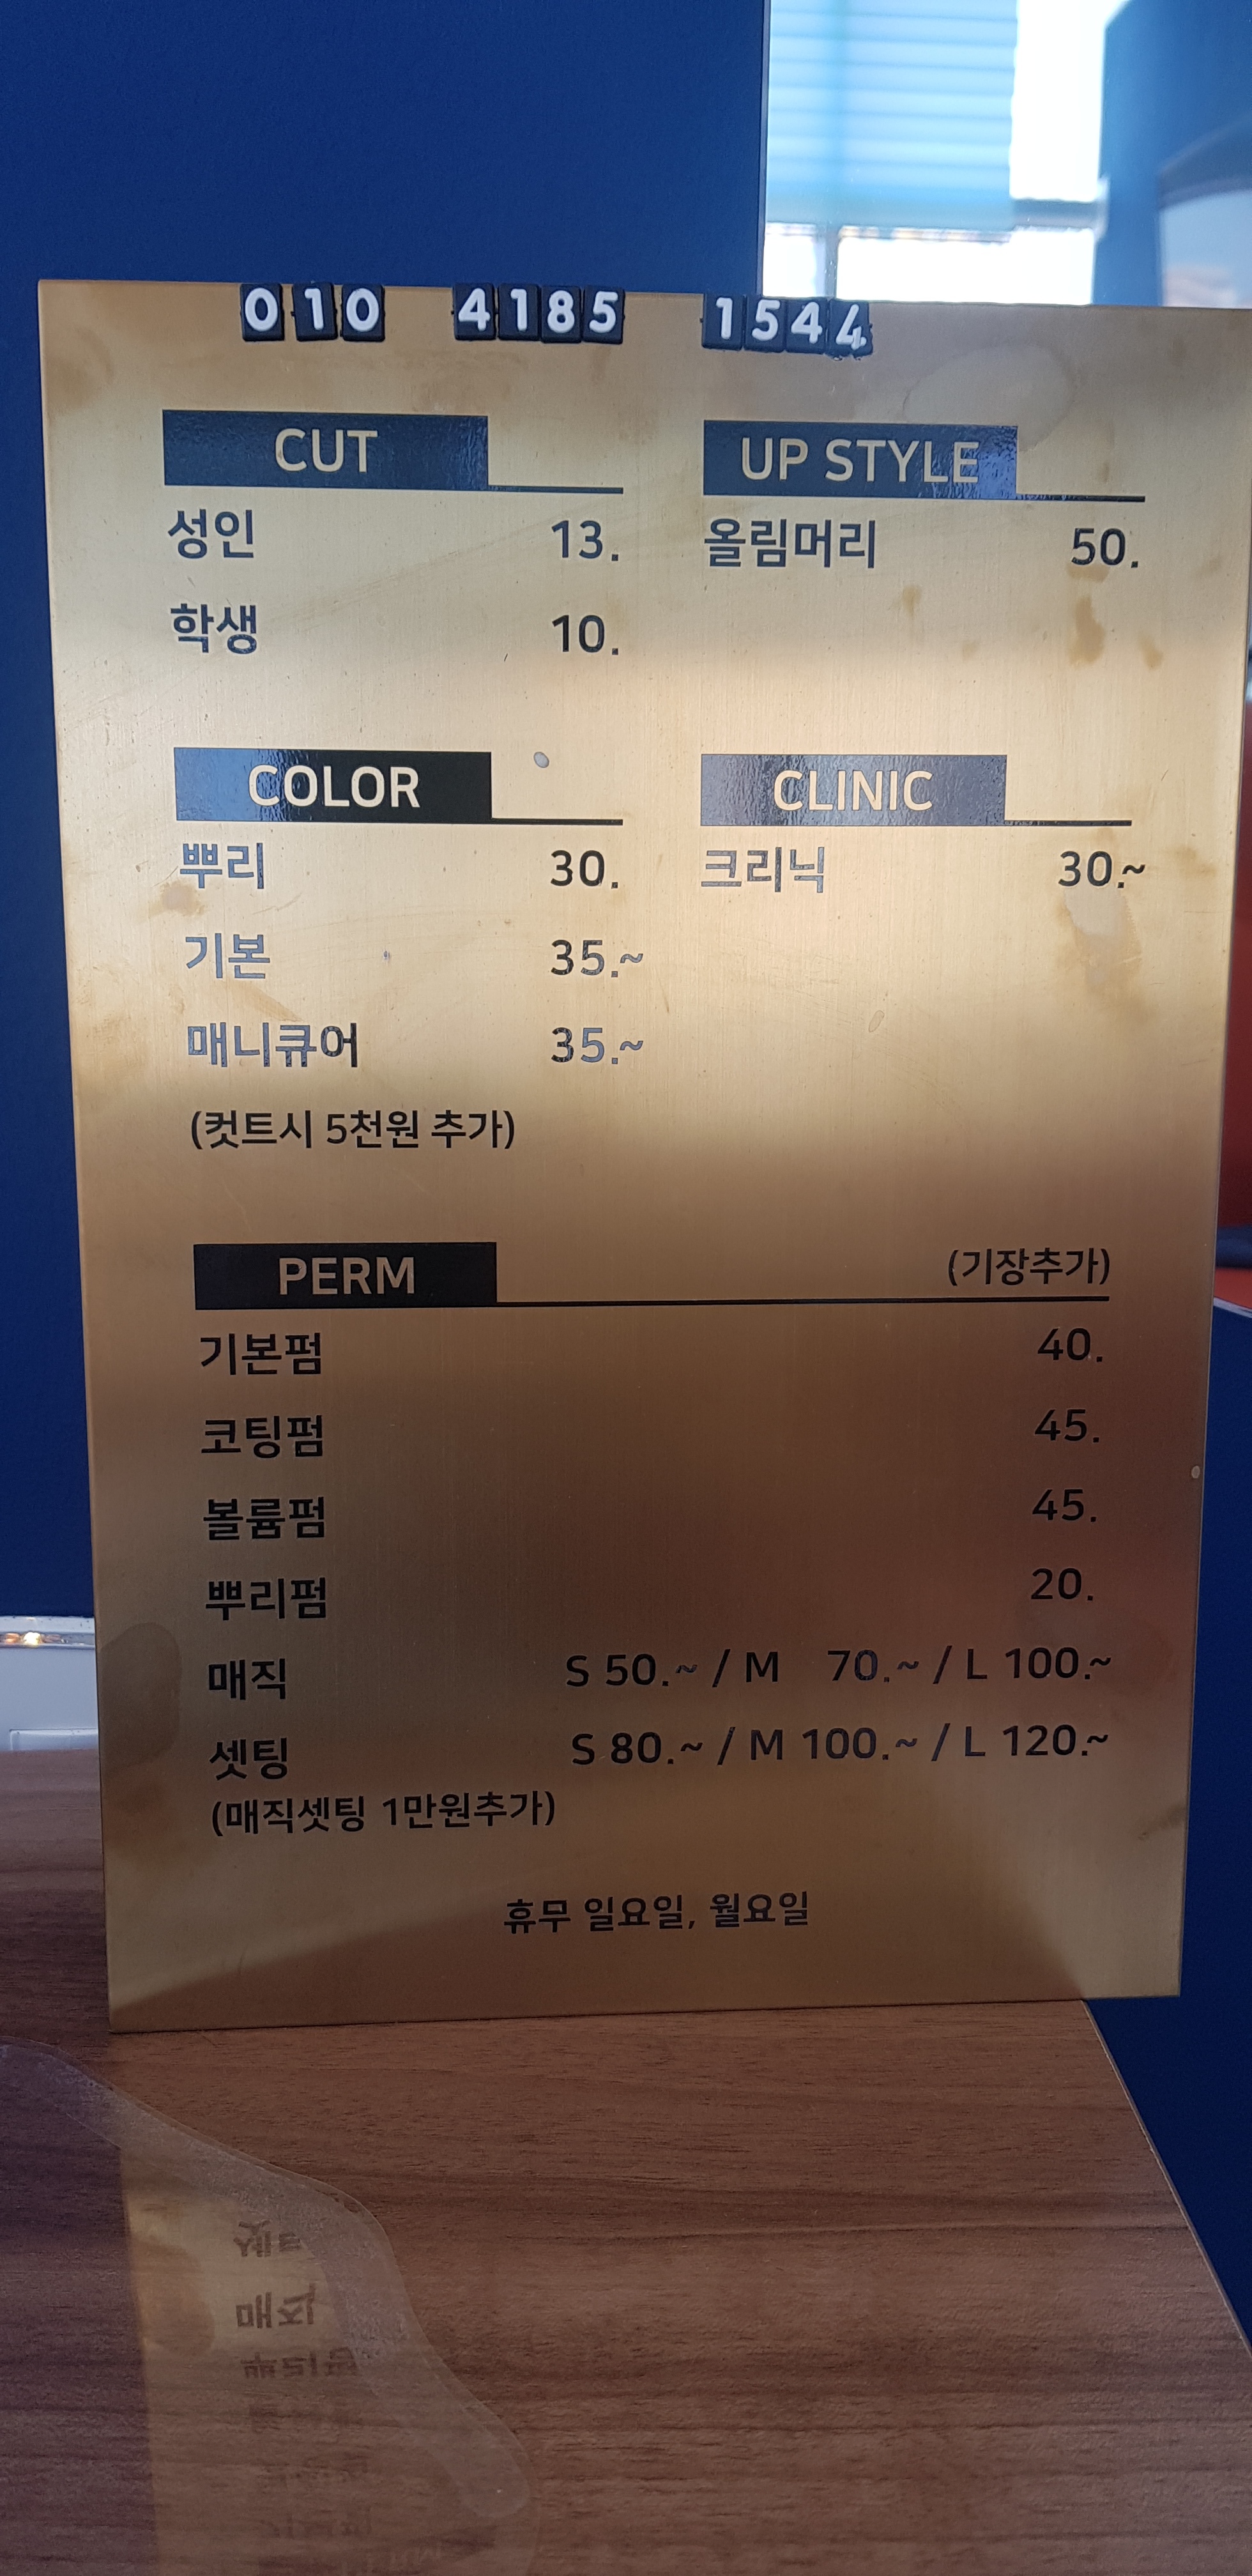 010 4185 1544
CUT
성인 13.
학생 10.
UP STYLE
올림머리 50.
COLOR
뿌리 30.
기본 35.~
매니큐어 35.~
(컷트시 5천원 추가)
CLINIC
크리닉 30.~
PERM (기장추가)
기본펌 40.
코팅펌 45.
볼륨펌 45.
뿌리펌 20.
매직 S 50.~ / M 70.~ / L 100.~
셋팅 S 80.~ / M 100.~ / L 120.~
(매직셋팅 1만원추가)
휴무 일요일, 월요일